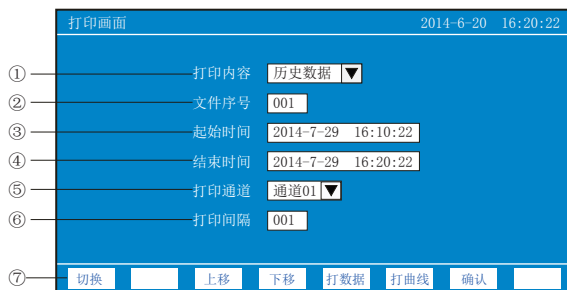 打印画面 2014-6-20 16:20:22
① 打印内容 历史数据
② 文件序号 001
③ 起始时间 2014-7-29 16:10:22
④ 结束时间 2014-7-29 16:20:22
⑤ 打印通道 通道01
⑥ 打印间隔 001
⑦ 切换 上移 下移 打数据 打曲线 确认